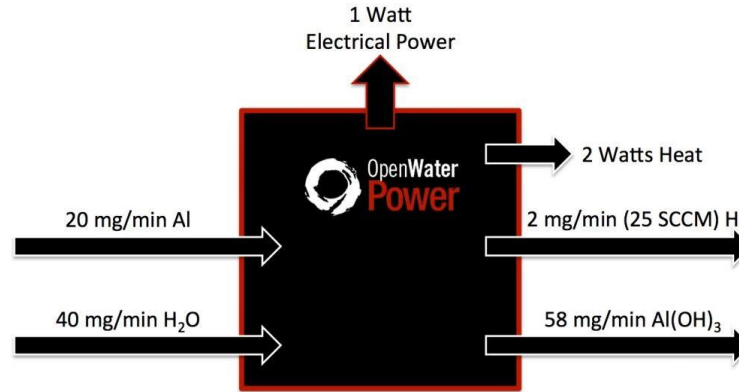 1 Watt
Electrical Power
OpenWater
Power
2 Watts Heat
20 mg/min Al
2 mg/min (25 SCCM) H
40 mg/min H₂O
58 mg/min Al(OH)₃